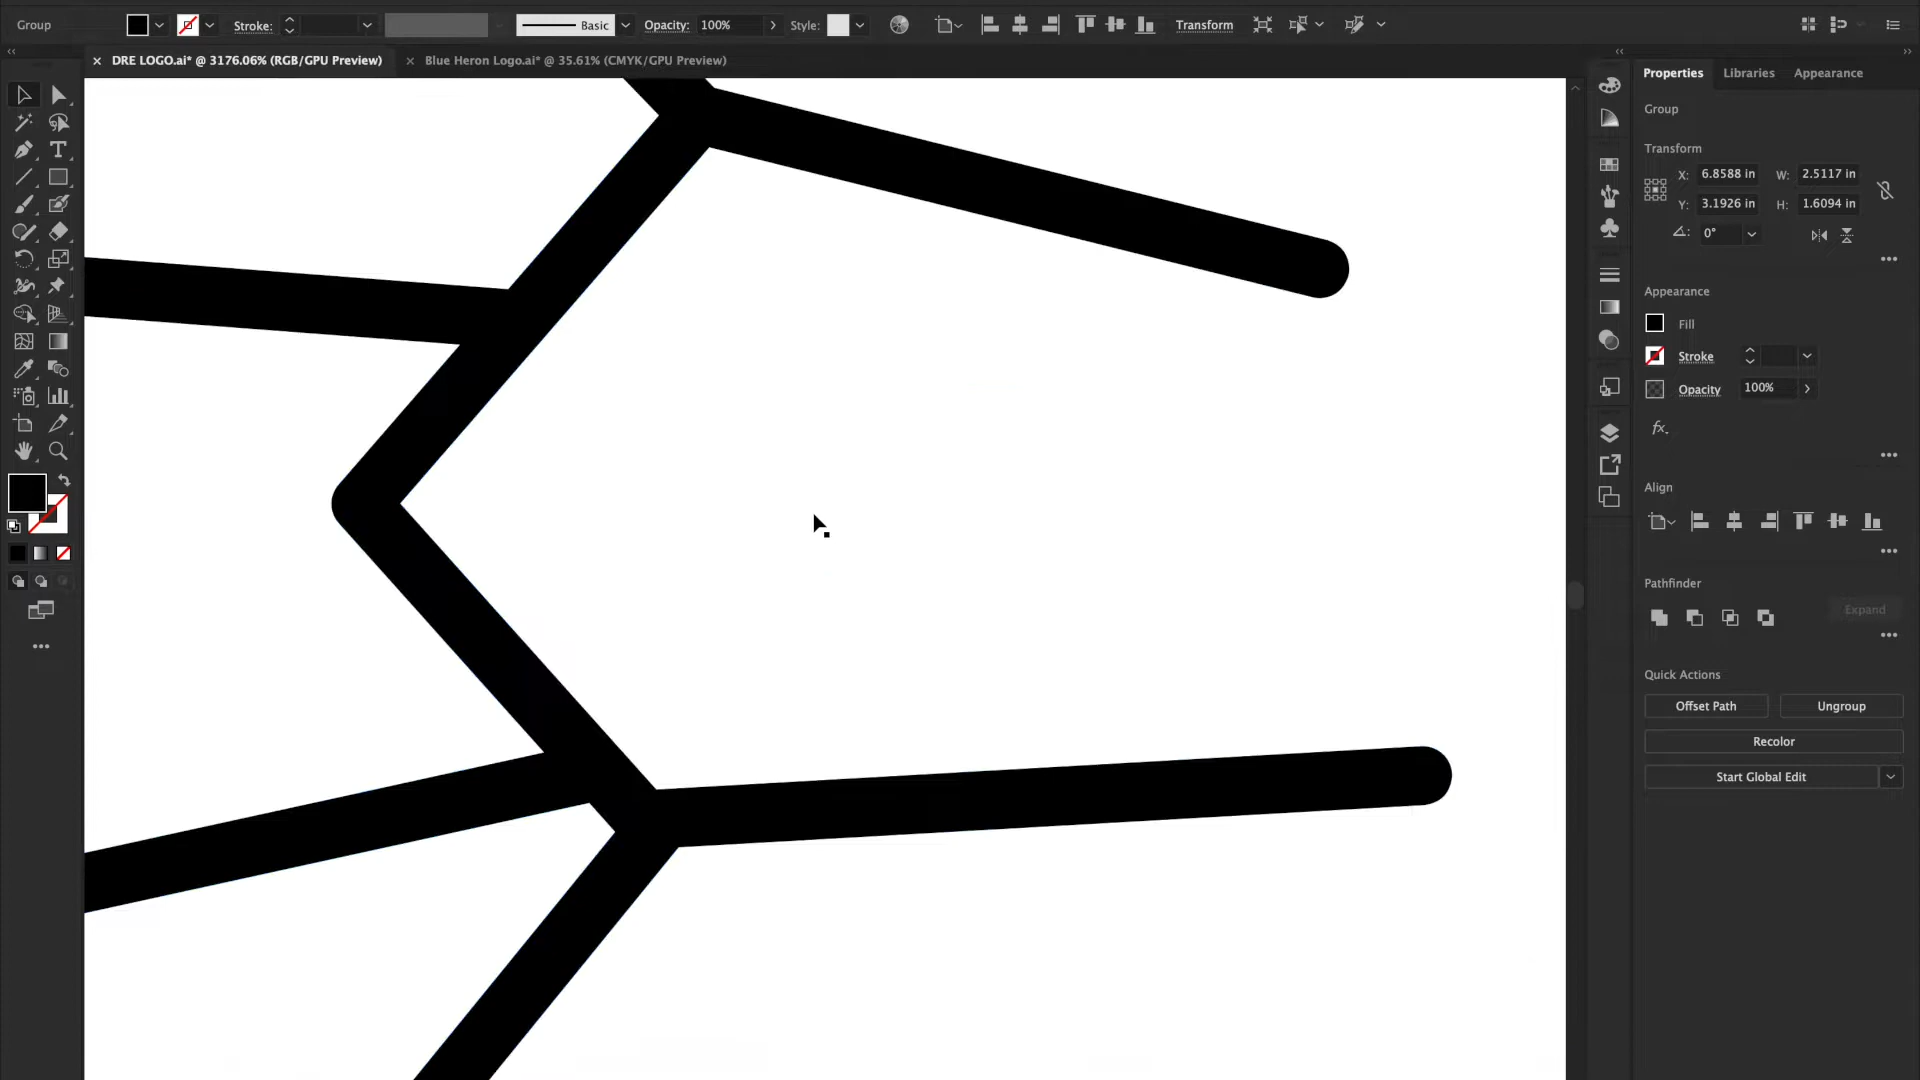 Group Stroke: Basic Opacity: 100% Style: Transform
DRE LOGO.ai* @ 3176.06% (RGB/GPU Preview) Blue Heron Logo.ai* @ 35.61% (CMYK/GPU Preview)
Properties Libraries Appearance
Group
Transform
X: 6.8588 in W: 2.5117 in
Y: 3.1926 in H: 1.6094 in
0°
Appearance
Fill
Stroke
Opacity 100%
fx.
Align
Pathfinder
Expand
Quick Actions
Offset Path Ungroup
Recolor
Start Global Edit